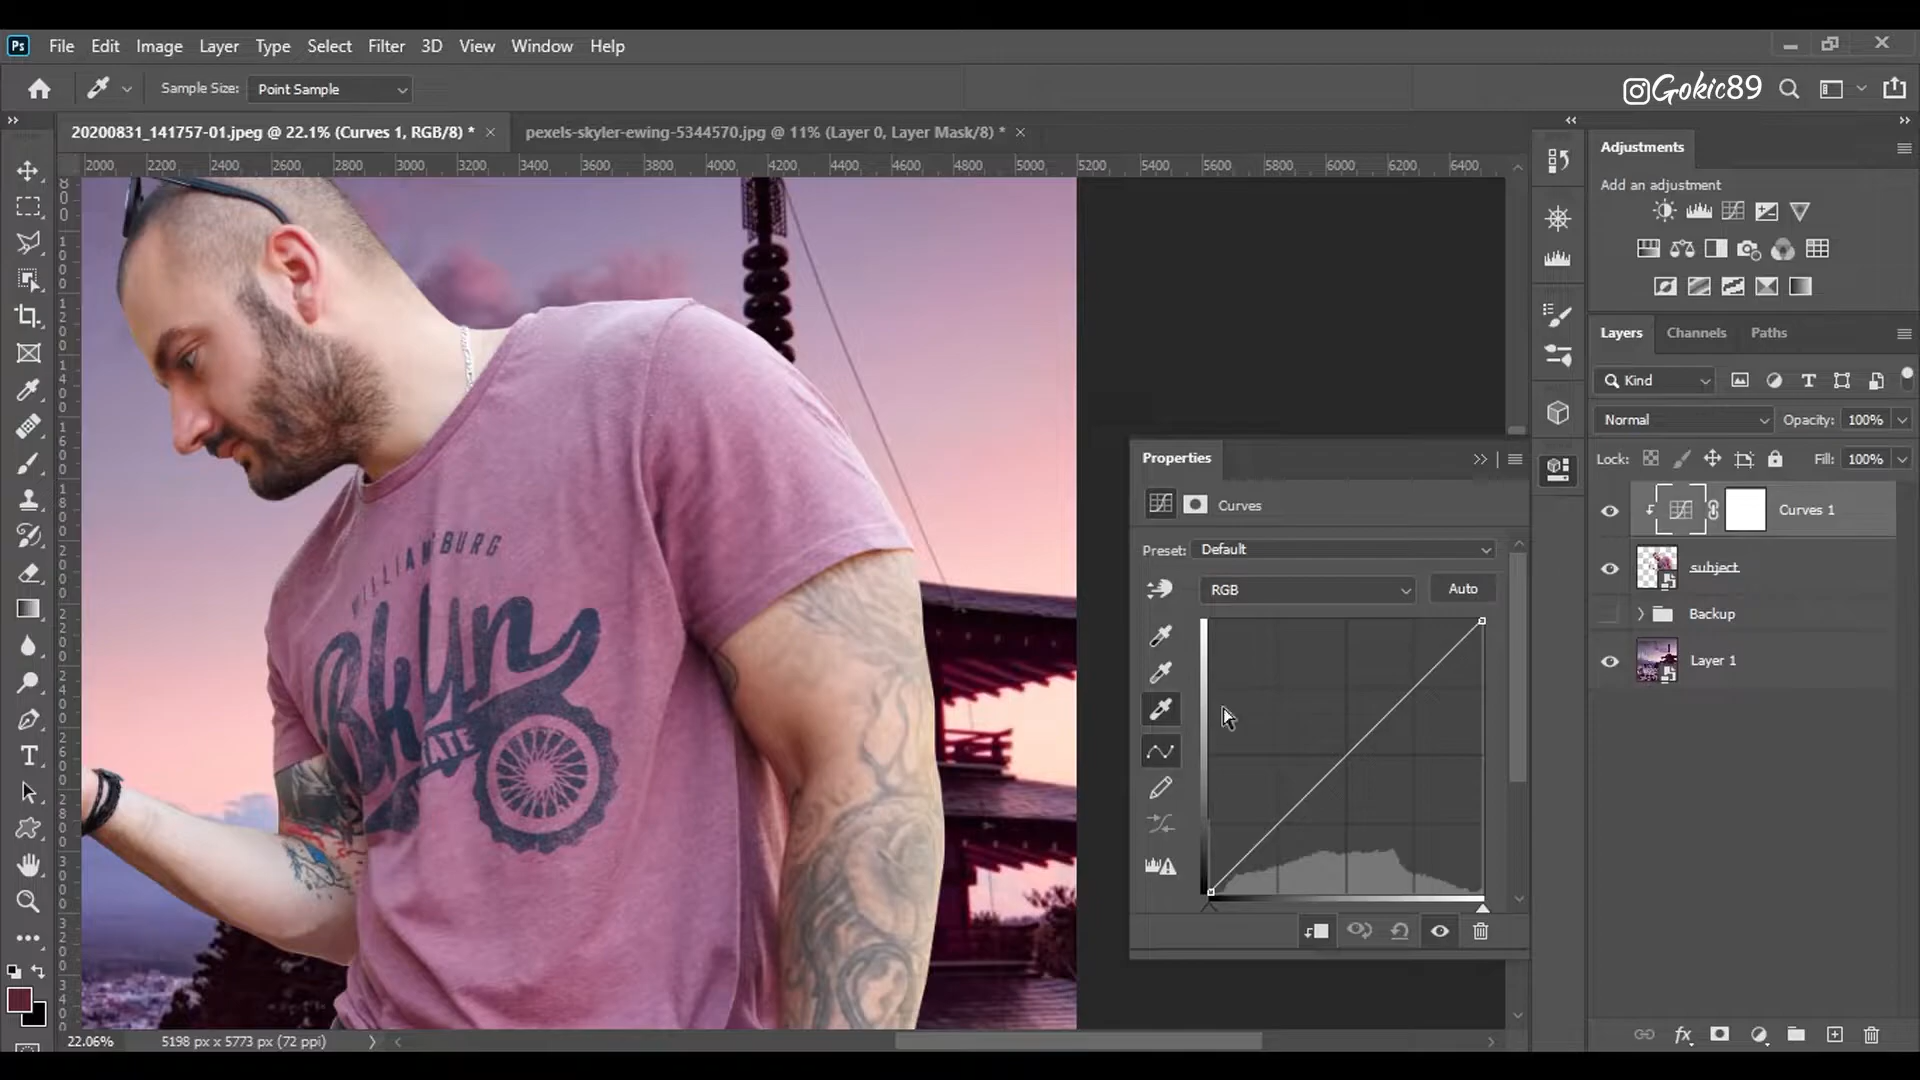 Ps File Edit Image Layer Type Select Filter 3D View Window Help
Sample Size: Point Sample
Gokic89
20200831_141757-01.jpeg @ 22.1% (Curves 1, RGB/8) *
pexels-skyler-ewing-5344570.jpg @ 11% (Layer 0, Layer Mask/8) *
2000 2200 2400 2600 2800 3000 3200 3400 3600 3800 4000 4200 4400 4600 4800 5000 5200 5400 5600 5800 6000 6200 6400
Adjustments
Add an adjustment
Layers Channels Paths
Kind
Normal Opacity: 100%
Lock: Fill: 100%
Curves 1
subject
Backup
Layer 1
Properties
Curves
Preset: Default
RGB Auto
WILLIAMSBURG
Bklyn
22.06% 5198 px x 5773 px (72 ppi)